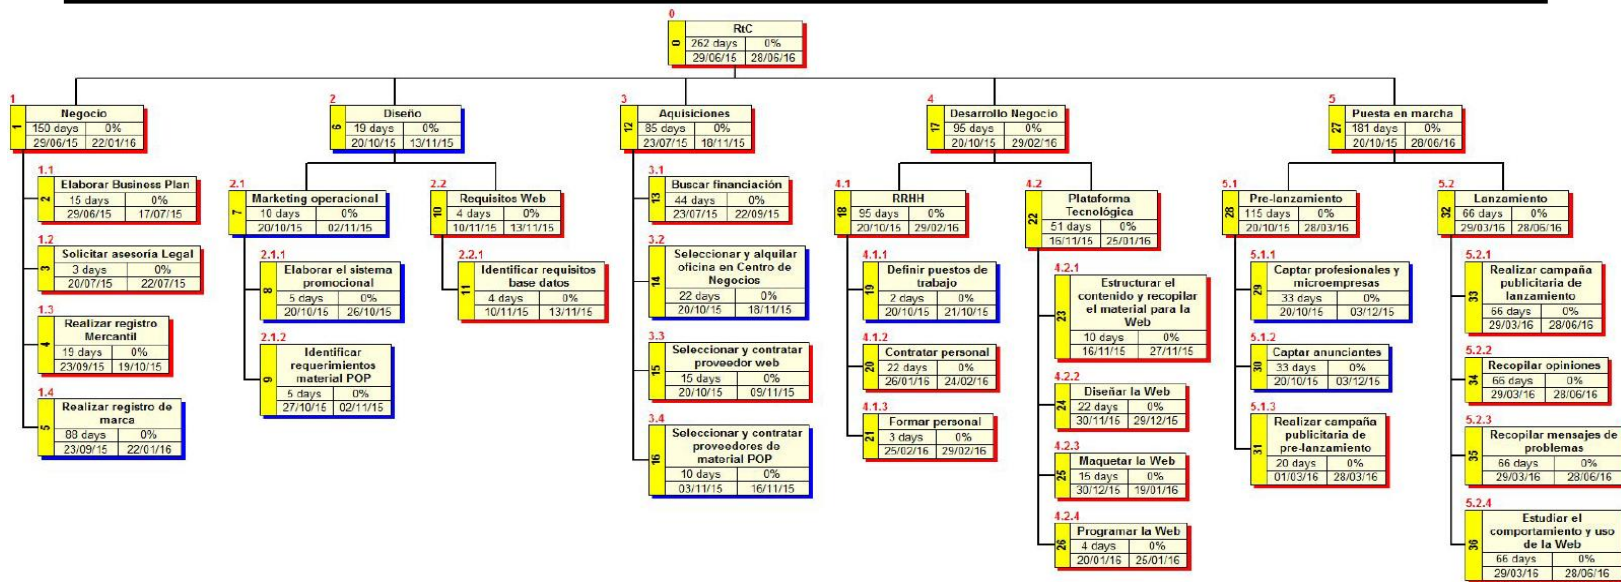 0
RtC
0
262 days 0%
29/06/15 28/06/16
1
Negocio
1
150 days 0%
29/06/15 22/01/16
1.1
Elaborar Business Plan
2
15 days 0%
29/06/15 17/07/15
1.2
Solicitar asesoría Legal
3
3 days 0%
20/07/15 22/07/15
1.3
Realizar registro
Mercantil
4
19 days 0%
23/09/15 19/10/15
1.4
Realizar registro de
marca
5
88 days 0%
23/09/15 22/01/16
2
Diseño
6
19 days 0%
20/10/15 13/11/15
2.1
Marketing operacional
7
10 days 0%
20/10/15 02/11/15
2.1.1
Elaborar el sistema
promocional
8
5 days 0%
20/10/15 26/10/15
2.1.2
Identificar
requerimientos
material POP
9
5 days 0%
27/10/15 02/11/15
2.2
Requisitos Web
10
4 days 0%
10/11/15 13/11/15
2.2.1
Identificar requisitos
base datos
11
4 days 0%
10/11/15 13/11/15
3
Aquisiciones
12
85 days 0%
23/07/15 18/11/15
3.1
Buscar financiación
13
44 days 0%
23/07/15 22/09/15
3.2
Seleccionar y alquilar
oficina en Centro de
Negocios
14
22 days 0%
20/10/15 18/11/15
3.3
Seleccionar y contratar
proveedor web
15
15 days 0%
20/10/15 09/11/15
3.4
Seleccionar y contratar
proveedores de
material POP
16
10 days 0%
03/11/15 16/11/15
4
Desarrollo Negocio
17
95 days 0%
20/10/15 29/02/16
4.1
RRHH
18
95 days 0%
20/10/15 29/02/16
4.1.1
Definir puestos de
trabajo
19
2 days 0%
20/10/15 21/10/15
4.1.2
Contratar personal
20
22 days 0%
26/01/16 24/02/16
4.1.3
Formar personal
21
3 days 0%
25/02/16 29/02/16
4.2
Plataforma
Tecnológica
22
51 days 0%
16/11/15 25/01/16
4.2.1
Estructurar el
contenido y recopilar
el material para la
Web
23
10 days 0%
16/11/15 27/11/15
4.2.2
Diseñar la Web
24
22 days 0%
30/11/15 29/12/15
4.2.3
Maquetar la Web
25
15 days 0%
30/12/15 19/01/16
4.2.4
Programar la Web
26
4 days 0%
20/01/16 25/01/16
5
Puesta en marcha
27
181 days 0%
20/10/15 28/06/16
5.1
Pre-lanzamiento
28
115 days 0%
20/10/15 28/03/16
5.1.1
Captar profesionales y
microempresas
29
33 days 0%
20/10/15 03/12/15
5.1.2
Captar anunciantes
30
33 days 0%
20/10/15 03/12/15
5.1.3
Realizar campaña
publicitaria de
pre-lanzamiento
31
20 days 0%
01/03/16 28/03/16
5.2
Lanzamiento
32
66 days 0%
29/03/16 28/06/16
5.2.1
Realizar campaña
publicitaria de
lanzamiento
33
66 days 0%
29/03/16 28/06/16
5.2.2
Recopilar opiniones
34
66 days 0%
29/03/16 28/06/16
5.2.3
Recopilar mensajes de
problemas
35
66 days 0%
29/03/16 28/06/16
5.2.4
Estudiar el
comportamiento y uso
de la Web
36
66 days 0%
29/03/16 28/06/16